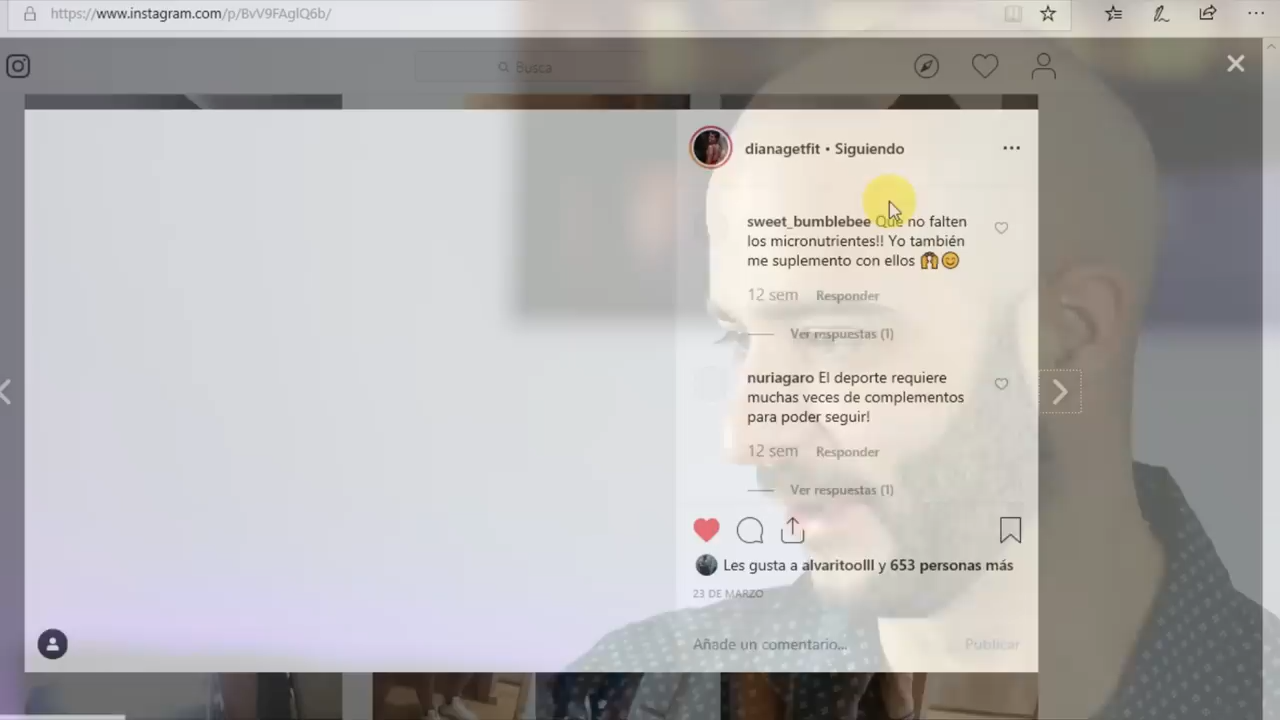 https://www.instagram.com/p/BvV9FAglQ6b/
Busca
dianagetfit • Siguiendo
sweet_bumblebee Que no falten
los micronutrientes!! Yo también
me suplemento con ellos 🙌😊
12 sem Responder
Ver respuestas (1)
nuriagaro El deporte requiere
muchas veces de complementos
para poder seguir!
12 sem Responder
Ver respuestas (1)
Les gusta a alvaritoolll y 653 personas más
23 DE MARZO
Añade un comentario... Publicar